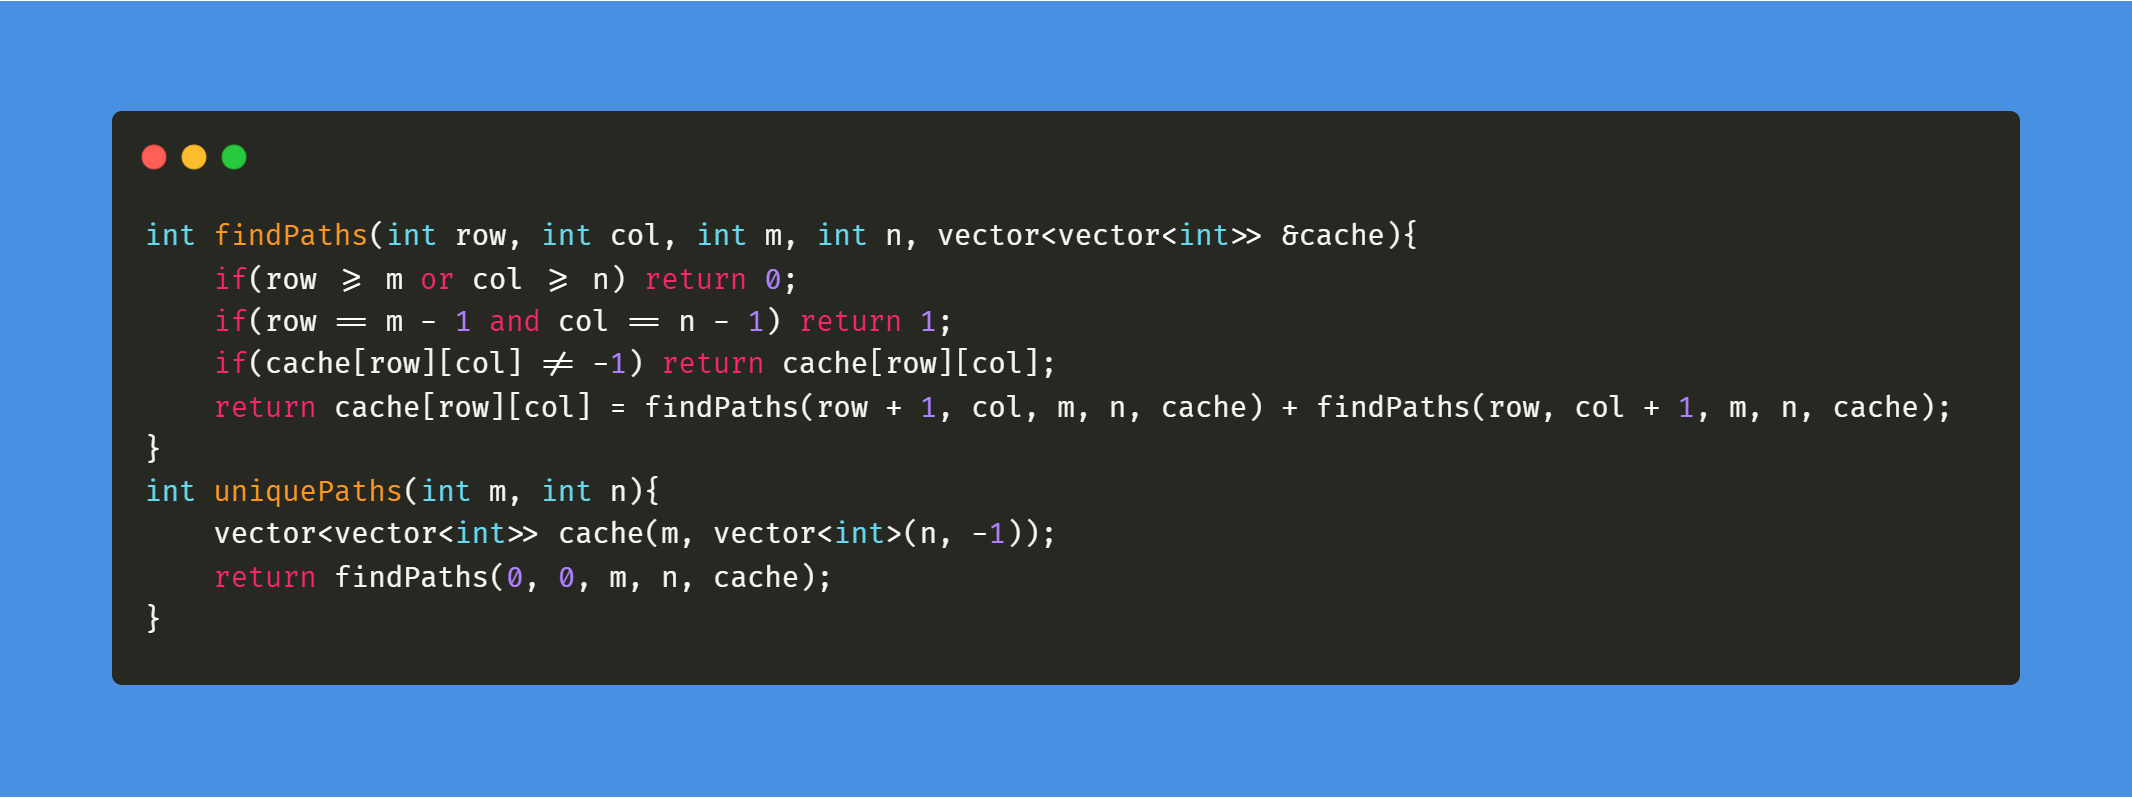 int findPaths(int row, int col, int m, int n, vector<vector<int>> &cache){
    if(row >= m or col >= n) return 0;
    if(row == m - 1 and col == n - 1) return 1;
    if(cache[row][col] != -1) return cache[row][col];
    return cache[row][col] = findPaths(row + 1, col, m, n, cache) + findPaths(row, col + 1, m, n, cache);
}
int uniquePaths(int m, int n){
    vector<vector<int>> cache(m, vector<int>(n, -1));
    return findPaths(0, 0, m, n, cache);
}